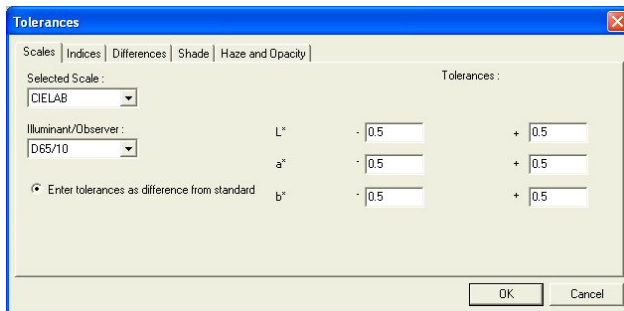 Tolerances
Scales Indices Differences Shade Haze and Opacity
Selected Scale : Tolerances :
CIELAB
Illuminant/Observer :
D65/10
L* - 0.5 + 0.5
a* - 0.5 + 0.5
Enter tolerances as difference from standard
b* - 0.5 + 0.5
OK Cancel